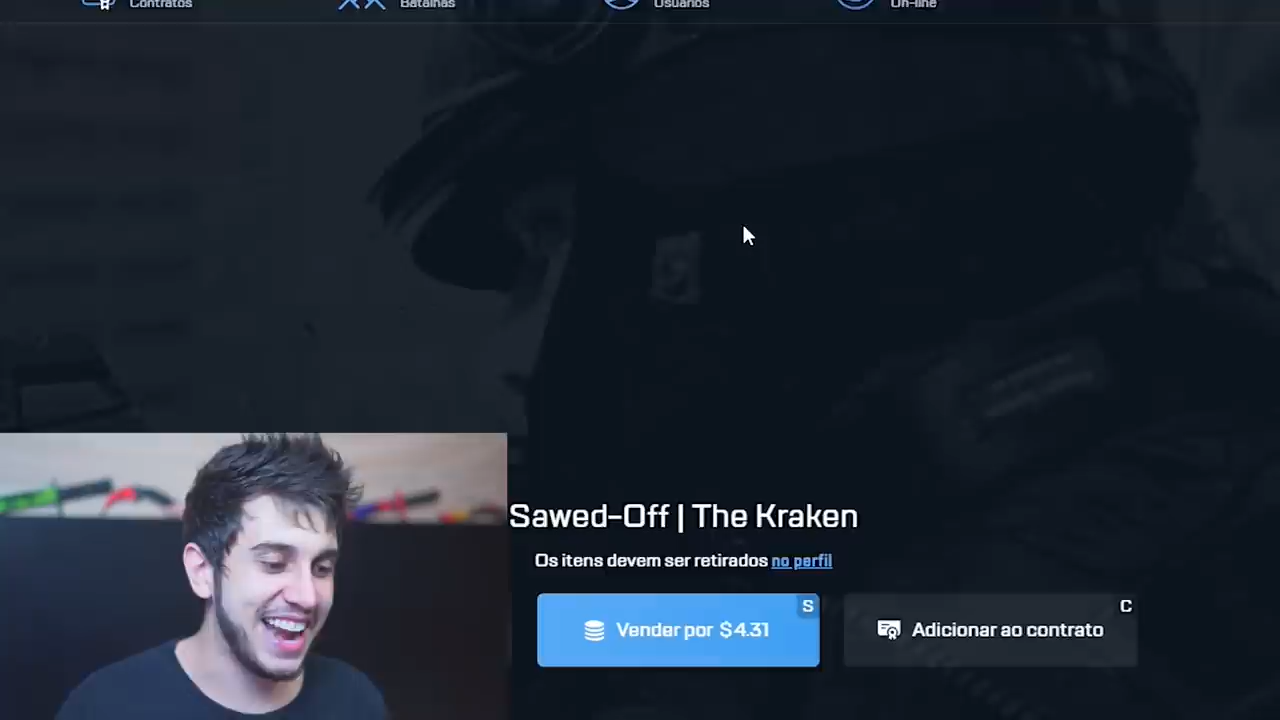 Contratos
Batalhas
Usuários
On-line
Sawed-Off | The Kraken
Os itens devem ser retirados no perfil
S
Vender por $4.31
C
Adicionar ao contrato